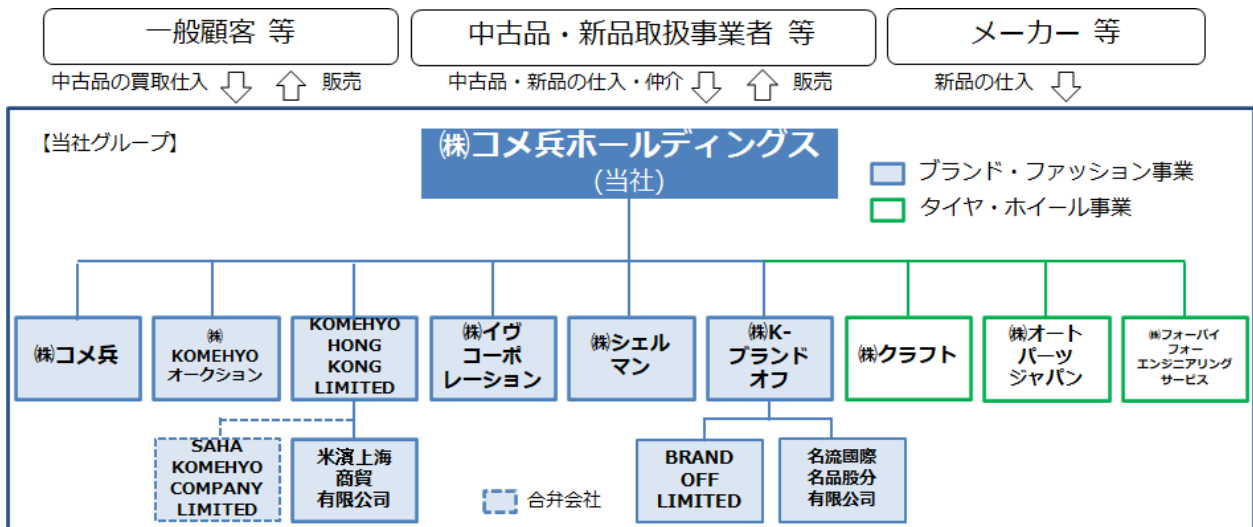 一般顧客 等
中古品・新品取扱事業者 等
メーカー 等
中古品の買取仕入
販売
中古品・新品の仕入・仲介
販売
新品の仕入
【当社グループ】
㈱コメ兵ホールディングス
(当社)
ブランド・ファッション事業
タイヤ・ホイール事業
㈱コメ兵
㈱
KOMEHYO
オークション
KOMEHYO
HONG
KONG
LIMITED
㈱イヴ
コーポ
レーション
㈱シェル
マン
㈱K-
ブランド
オフ
㈱クラフト
㈱オート
パーツ
ジャパン
㈱フォーバイ
フォー
エンジニアリング
サービス
SAHA
KOMEHYO
COMPANY
LIMITED
米濱上海
商貿
有限公司
合弁会社
BRAND
OFF
LIMITED
名流國際
名品股分
有限公司